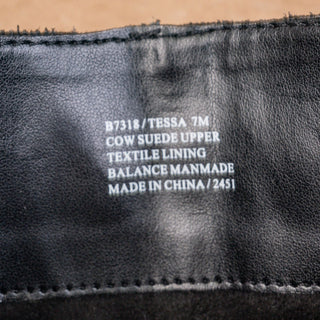 B7318/TESSA 7M
COW SUEDE UPPER
TEXTILE LINING
BALANCE MANMADE
MADE IN CHINA/2451